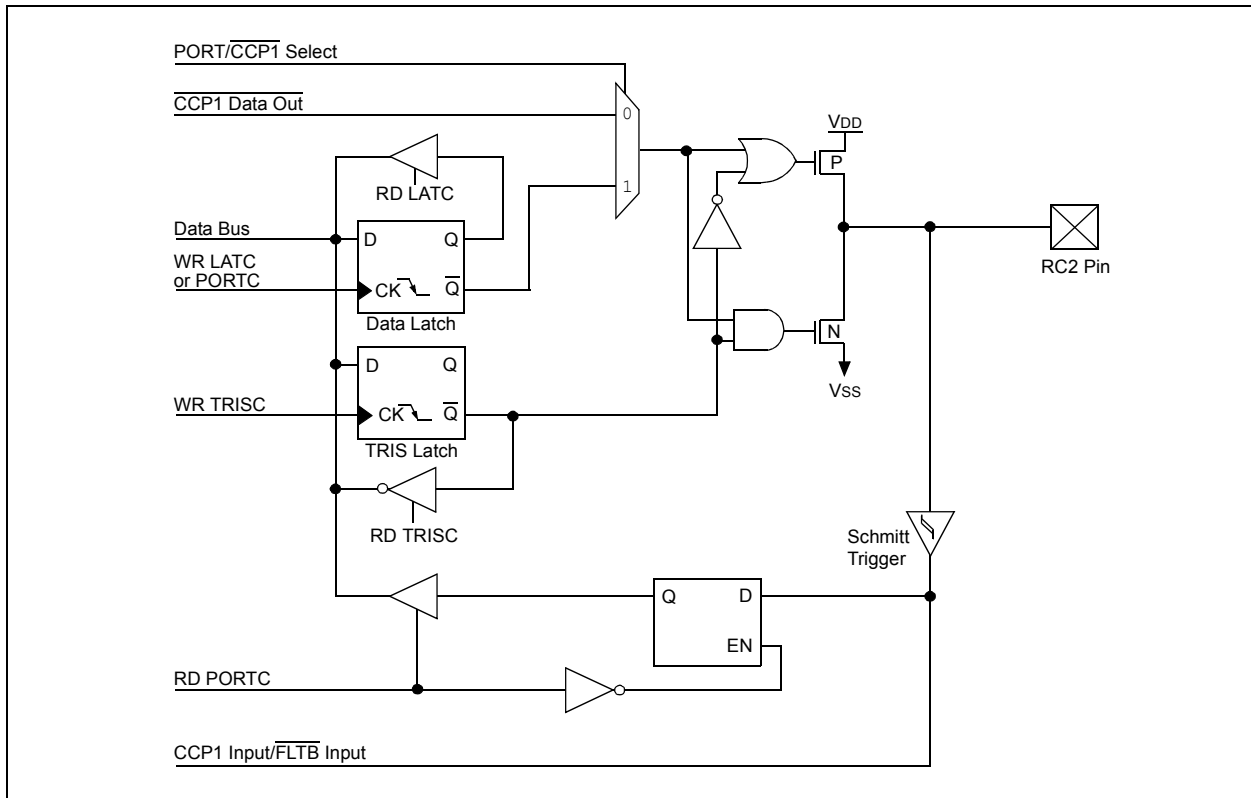 PORT/CCP1 Select
CCP1 Data Out
0
VDD
P
RD LATC
1
Data Bus
D Q
WR LATC
or PORTC
CK Q
RC2 Pin
Data Latch
N
D Q
VSS
WR TRISC
CK Q
TRIS Latch
RD TRISC
Schmitt
Trigger
Q D
EN
RD PORTC
CCP1 Input/FLTB Input